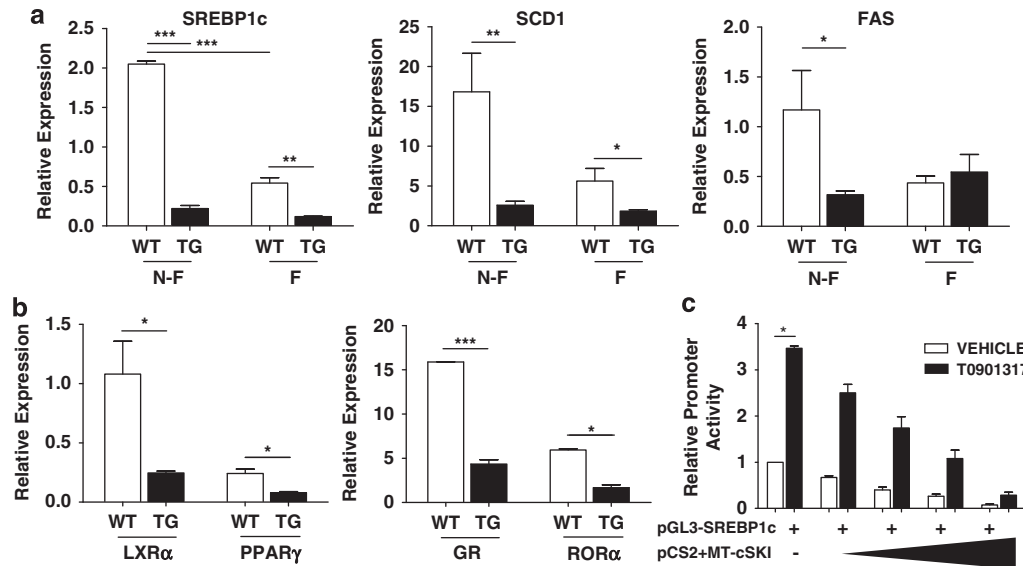 a
SREBP1c
Relative Expression
2.5
2.0
1.5
1.0
0.5
0.0
***
***
**
WT TG WT TG
N-F F
SCD1
Relative Expression
25
20
15
10
5
0
**
*
WT TG WT TG
N-F F
FAS
Relative Expression
2.0
1.5
1.0
0.5
0.0
*
WT TG WT TG
N-F F
b
Relative Expression
1.5
1.0
0.5
0.0
*
*
WT TG WT TG
LXRα PPARγ
Relative Expression
20
15
10
5
0
***
*
WT TG WT TG
GR RORα
c
Relative Promoter
Activity
4
3
2
1
0
*
VEHICLE
T0901317
pGL3-SREBP1c + + + + +
pCS2+MT-cSKI -